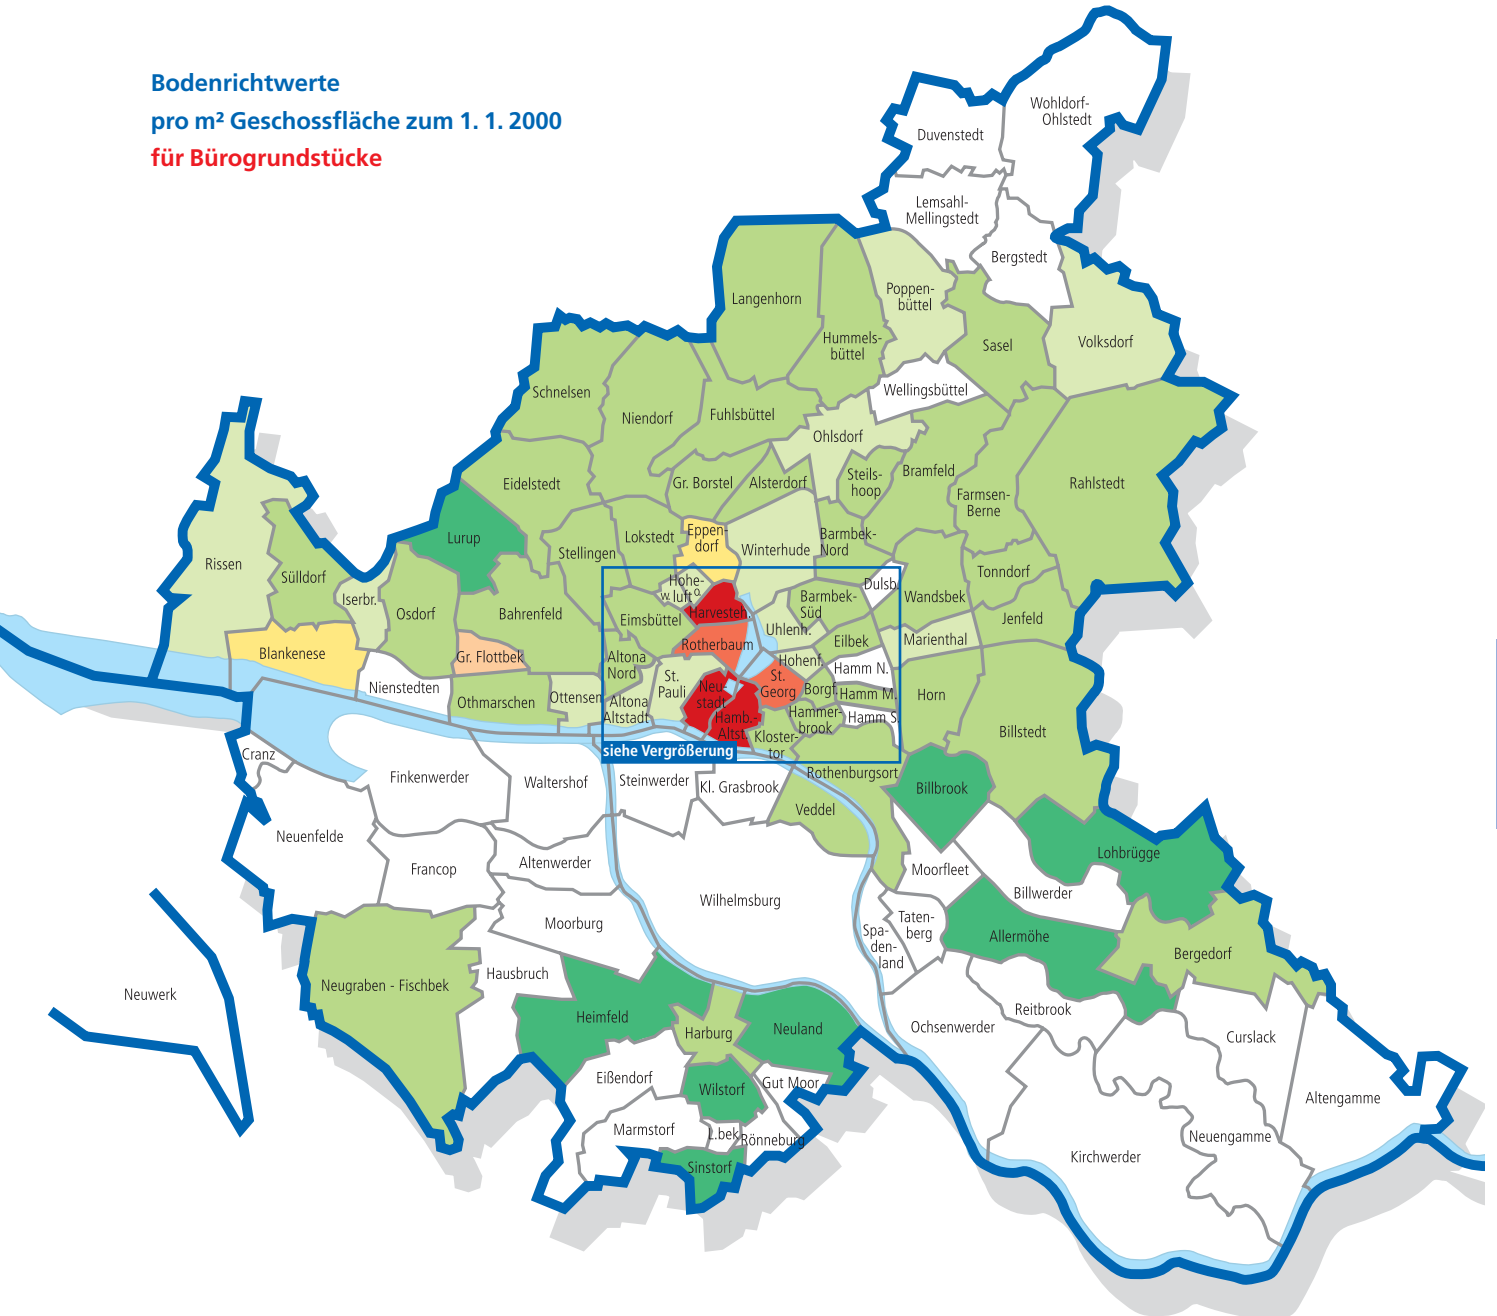 Bodenrichtwerte
pro m² Geschossfläche zum 1. 1. 2000
für Bürogrundstücke
Wohldorf-
Ohlstedt
Duvenstedt
Lemsahl-
Mellingstedt
Bergstedt
Poppen-
büttel
Langenhorn
Hummels-
büttel
Sasel
Volksdorf
Wellingsbüttel
Schnelsen
Niendorf
Fuhlsbüttel
Ohlsdorf
Eidelstedt
Gr. Borstel
Alsterdorf
Steils-
hoop
Bramfeld
Farmsen-
Berne
Rahlstedt
Lurup
Stellingen
Lokstedt
Eppen-
dorf
Winterhude
Barmbek-
Nord
Rissen
Sülldorf
Iserbr.
Osdorf
Bahrenfeld
Hohe-
w. luft o.
Harvesteh.
Dulsb.
Wandsbek
Tonndorf
Barmbek-
Süd
Eimsbüttel
Uhlenh.
Eilbek
Marienthal
Jenfeld
Blankenese
Gr. Flottbek
Rotherbaum
Altona
Nord
Hohenf.
Hamm N.
Nienstedten
Othmarschen
Ottensen
Altona
Altstadt
St.
Pauli
Neu-
stadt
St.
Georg
Borgf.
Hamm M.
Horn
Hamb.-
Altst.
Hammer-
brook
Hamm S.
Kloster-
tor
Billstedt
siehe Vergrößerung
Cranz
Finkenwerder
Waltershof
Steinwerder
Kl. Grasbrook
Rothenburgsort
Veddel
Billbrook
Neuenfelde
Francop
Altenwerder
Moorfleet
Lohbrügge
Billwerder
Wilhelmsburg
Moorburg
Spa-
den-
land
Taten-
berg
Allermöhe
Bergedorf
Neuwerk
Neugraben - Fischbek
Hausbruch
Heimfeld
Harburg
Neuland
Ochsenwerder
Reitbrook
Curslack
Eißendorf
Wilstorf
Gut Moor
Altengamme
Marmstorf
L.bek
Rönneburg
Neuengamme
Kirchwerder
Sinstorf